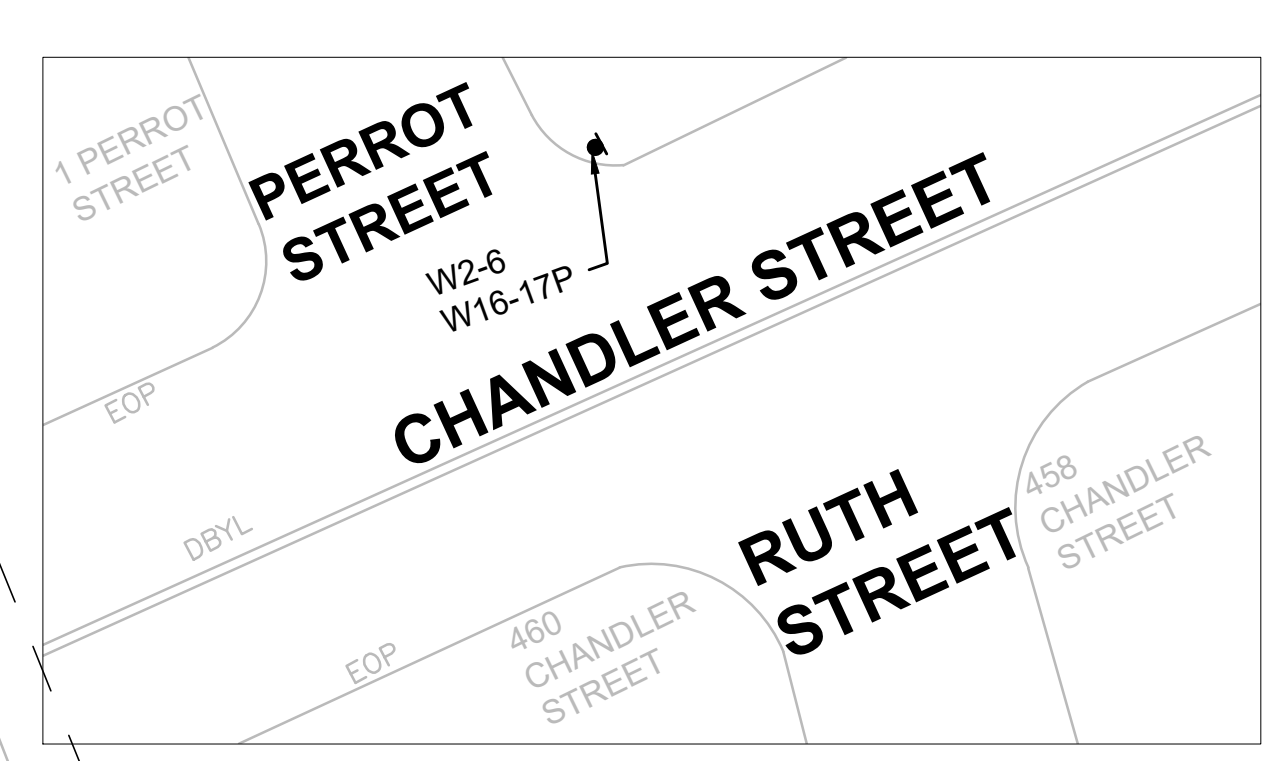 1 PERROT
STREET
PERROT
STREET
W2-6
W16-17P
CHANDLER STREET
EOP
DBYL
RUTH
STREET
458
CHANDLER
STREET
460
CHANDLER
STREET
EOP